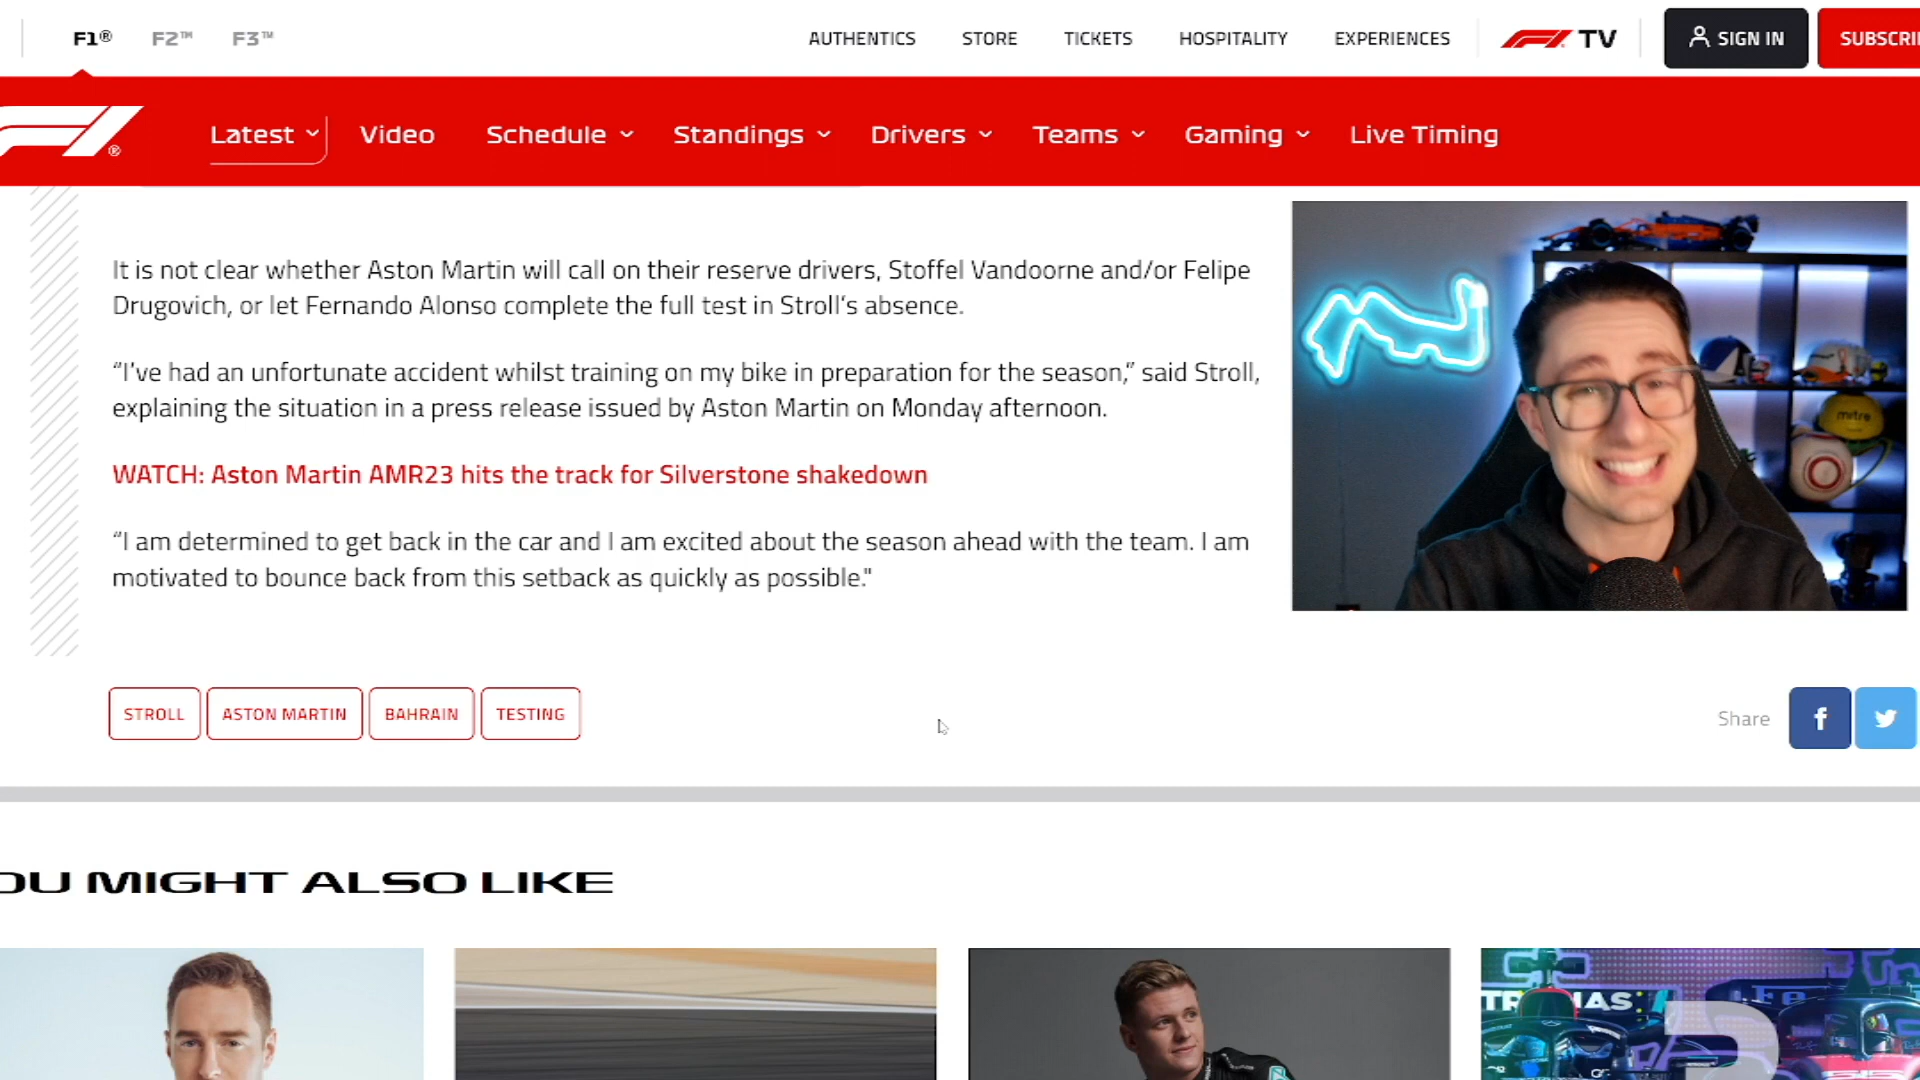 F1® F2™ F3™ AUTHENTICS STORE TICKETS HOSPITALITY EXPERIENCES F1 TV SIGN IN SUBSCRI
F1® Latest Video Schedule Standings Drivers Teams Gaming Live Timing
It is not clear whether Aston Martin will call on their reserve drivers, Stoffel Vandoorne and/or Felipe
Drugovich, or let Fernando Alonso complete the full test in Stroll’s absence.
“I’ve had an unfortunate accident whilst training on my bike in preparation for the season,” said Stroll,
explaining the situation in a press release issued by Aston Martin on Monday afternoon.
WATCH: Aston Martin AMR23 hits the track for Silverstone shakedown
“I am determined to get back in the car and I am excited about the season ahead with the team. I am
motivated to bounce back from this setback as quickly as possible."
mitre
STROLL ASTON MARTIN BAHRAIN TESTING
Share
OU MIGHT ALSO LIKE
TRONAS